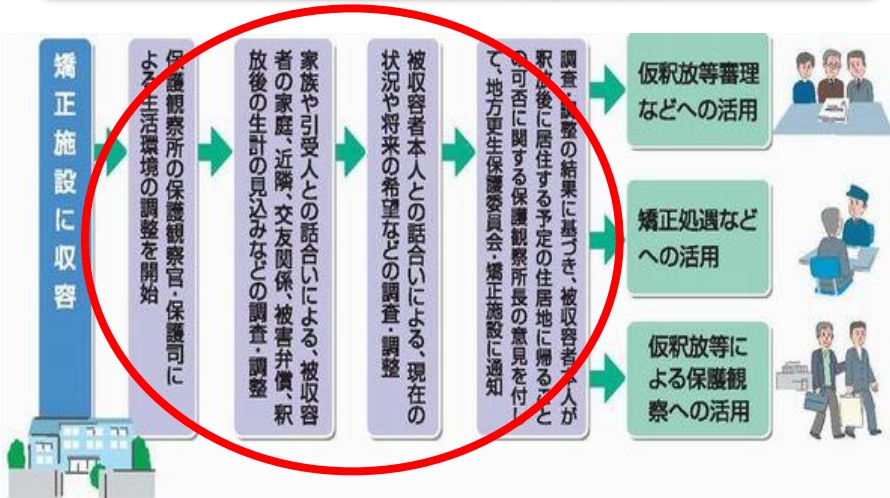 矯正施設に収容
保護観察所の保護観察官・保護司に
よる生活環境の調整を開始
家族や引受人との話合いによる、被収容
者の家庭、近隣、交友関係、被害弁償、釈
放後の生計の見込みなどの調査・調整
被収容者本人との話合いによる、現在の
状況や将来の希望などの調査・調整
調査・調整の結果に基づき、被収容者本人が
釈放後に居住する予定の住居地に帰ること
の可否に関する保護観察所長の意見を付し
て、地方更生保護委員会・矯正施設に通知
仮釈放等審理
などへの活用
矯正処遇など
への活用
仮釈放等に
よる保護観
察への活用